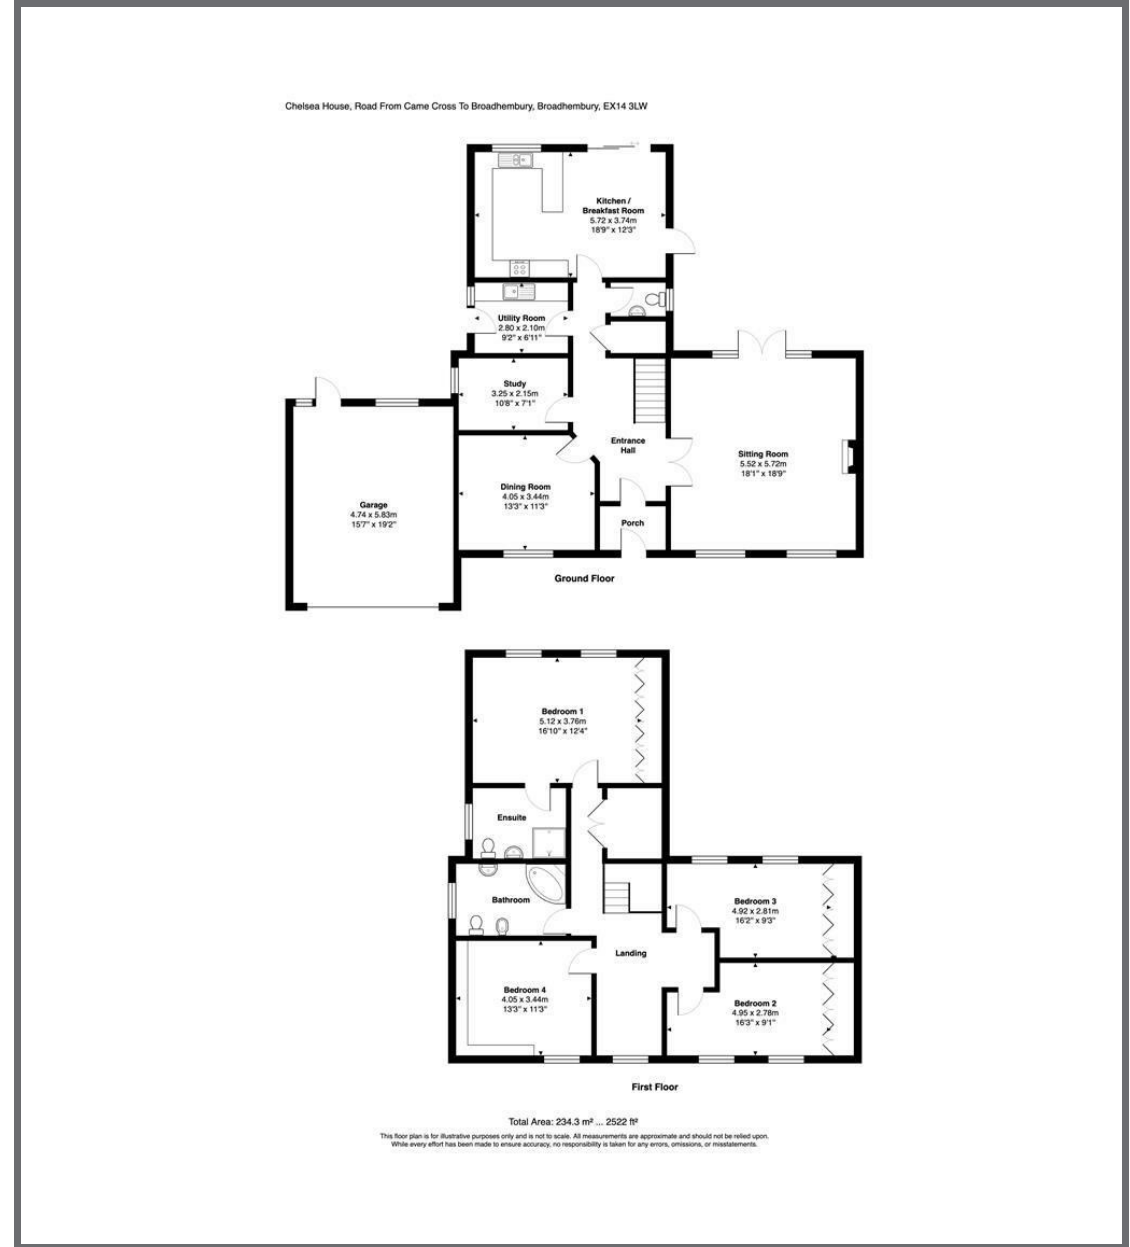 Chelsea House, Road From Came Cross To Broadhembury, Broadhembury, EX14 3LW
Kitchen /
Breakfast Room
5.72 x 3.74m
18'9" x 12'3"
Utility Room
2.80 x 2.10m
9'2" x 6'11"
Study
3.25 x 2.15m
10'8" x 7'1"
Entrance
Hall
Sitting Room
5.52 x 5.72m
18'1" x 18'9"
Dining Room
4.05 x 3.44m
13'3" x 11'3"
Garage
4.74 x 5.83m
15'7" x 19'2"
Porch
Ground Floor
Bedroom 1
5.12 x 3.76m
16'10" x 12'4"
Ensuite
Bathroom
Bedroom 3
4.92 x 2.81m
16'2" x 9'3"
Landing
Bedroom 4
4.05 x 3.44m
13'3" x 11'3"
Bedroom 2
4.95 x 2.78m
16'3" x 9'1"
First Floor
Total Area: 234.3 m² ... 2522 ft²
This floor plan is for illustrative purposes only and is not to scale. All measurements are approximate and should not be relied upon.
While every effort has been made to ensure accuracy, no responsibility is taken for any errors, omissions, or misstatements.